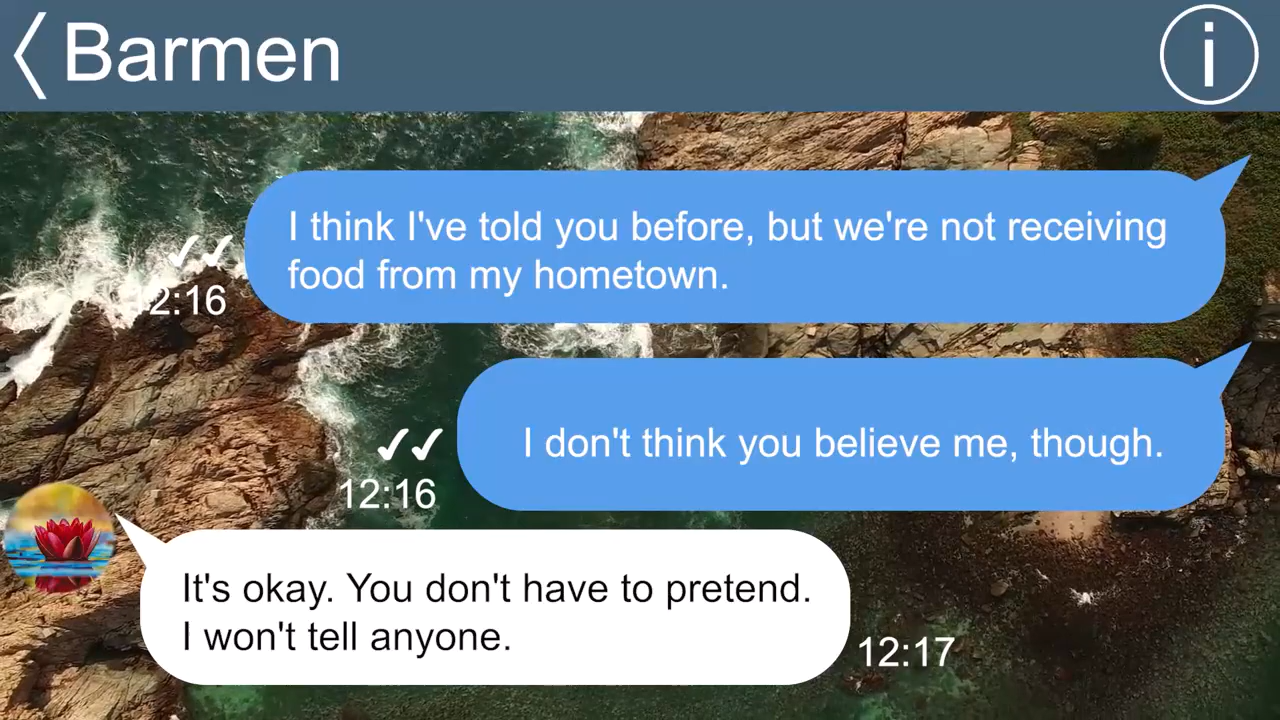 Barmen
I think I've told you before, but we're not receiving
food from my hometown.
12:16
I don't think you believe me, though.
12:16
It's okay. You don't have to pretend.
I won't tell anyone.
12:17